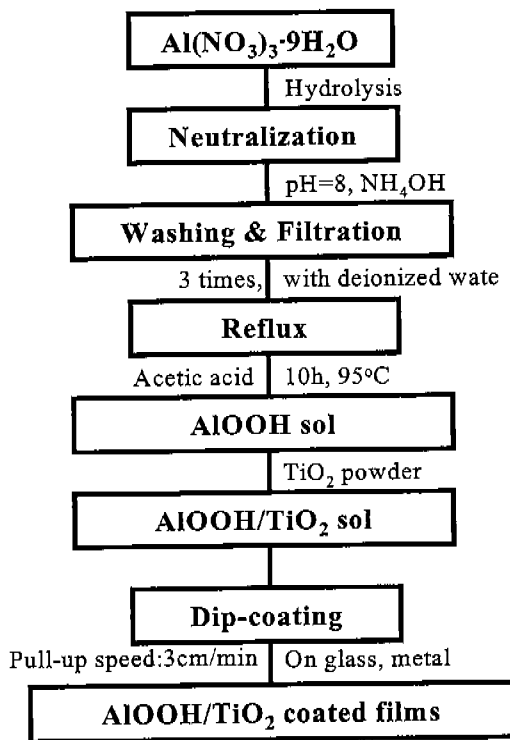 Al(NO₃)₃·9H₂O
Hydrolysis
Neutralization
pH=8, NH₄OH
Washing & Filtration
3 times, with deionized wate
Reflux
Acetic acid 10h, 95°C
AlOOH sol
TiO₂ powder
AlOOH/TiO₂ sol
Dip-coating
Pull-up speed:3cm/min On glass, metal
AlOOH/TiO₂ coated films